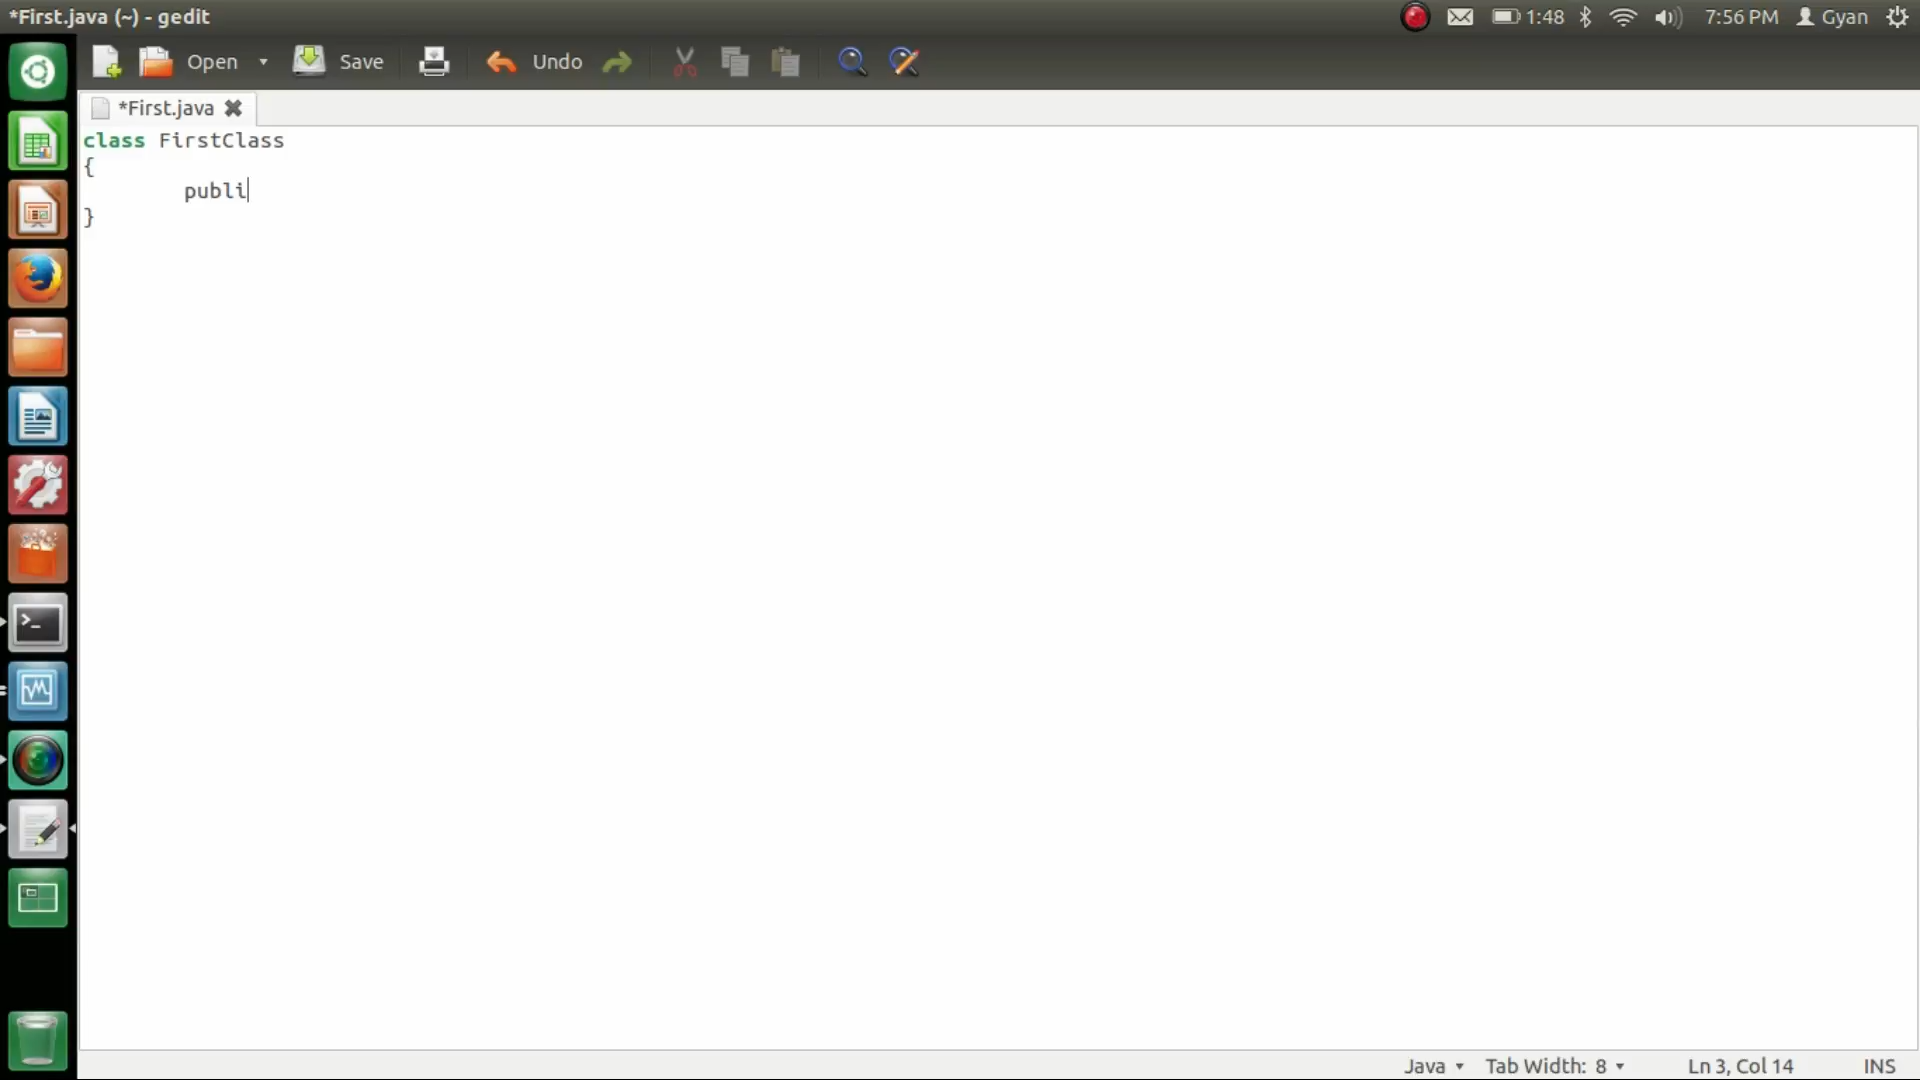 *First.java (~) - gedit
1:48 7:56 PM Gyan
Open Save Undo
*First.java
class FirstClass
{
publi
}
Java Tab Width: 8 Ln 3, Col 14 INS